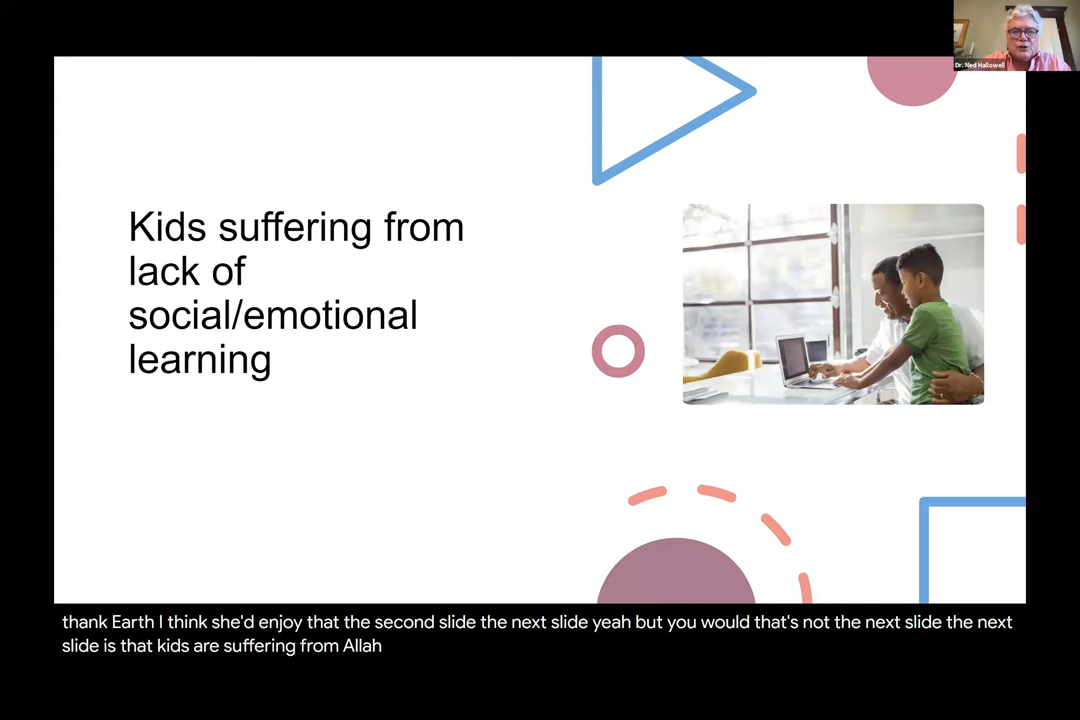 Dr. Ned Hallowell
Kids suffering from
lack of
social/emotional
learning
thank Earth I think she'd enjoy that the second slide the next slide yeah but you would that's not the next slide the next
slide is that kids are suffering from Allah